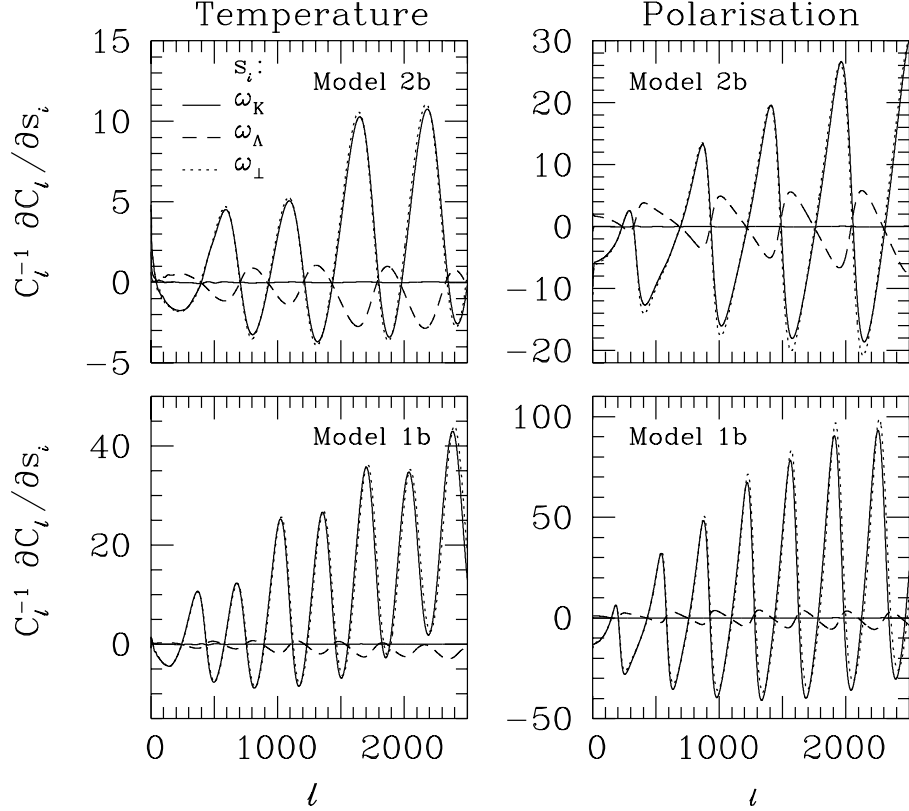 Temperature
Polarisation
C_l^{-1} ∂C_l/∂s_i
15
10
5
0
−5
s_i:
ω_K
ω_Λ
ω_⊥
Model 2b
30
20
10
0
−10
−20
Model 2b
C_l^{-1} ∂C_l/∂s_i
40
20
0
Model 1b
0
1000
2000
l
100
50
0
−50
Model 1b
0
1000
2000
l